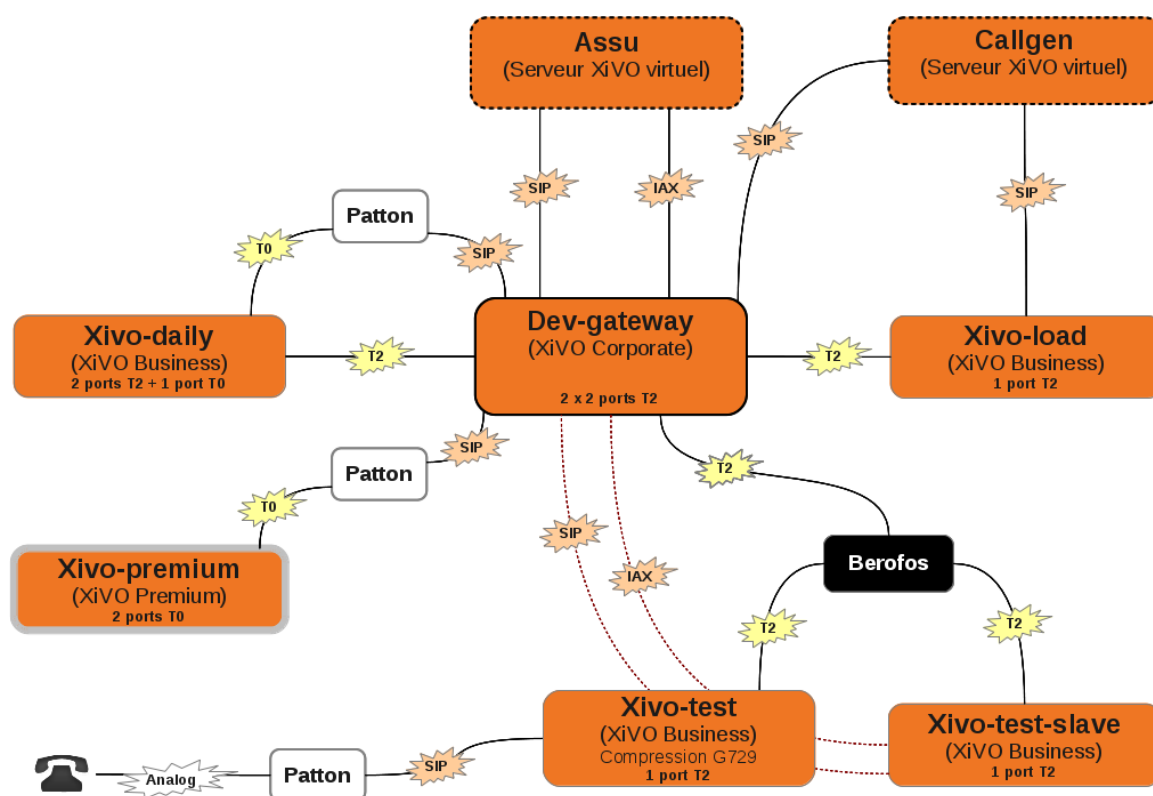 Assu
(Serveur XiVO virtuel)
Callgen
(Serveur XiVO virtuel)
SIP
SIP
IAX
SIP
Patton
T0
SIP
Xivo-daily
(XiVO Business)
2 ports T2 + 1 port T0
T2
Dev-gateway
(XiVO Corporate)
2 x 2 ports T2
T2
Xivo-load
(XiVO Business)
1 port T2
SIP
Patton
T0
T2
SIP
IAX
Berofos
Xivo-premium
(XiVO Premium)
2 ports T0
T2
T2
Xivo-test
(XiVO Business)
Compression G729
1 port T2
Xivo-test-slave
(XiVO Business)
1 port T2
Analog
Patton
SIP